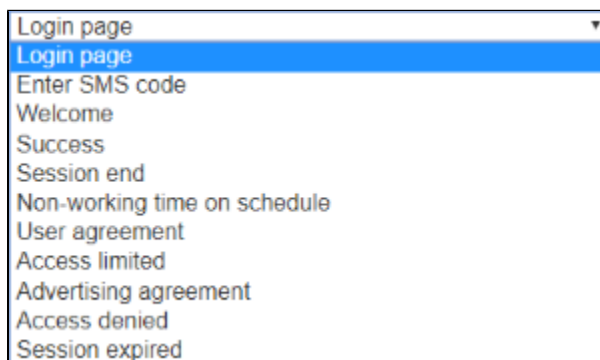 Login page
Login page
Enter SMS code
Welcome
Success
Session end
Non-working time on schedule
User agreement
Access limited
Advertising agreement
Access denied
Session expired